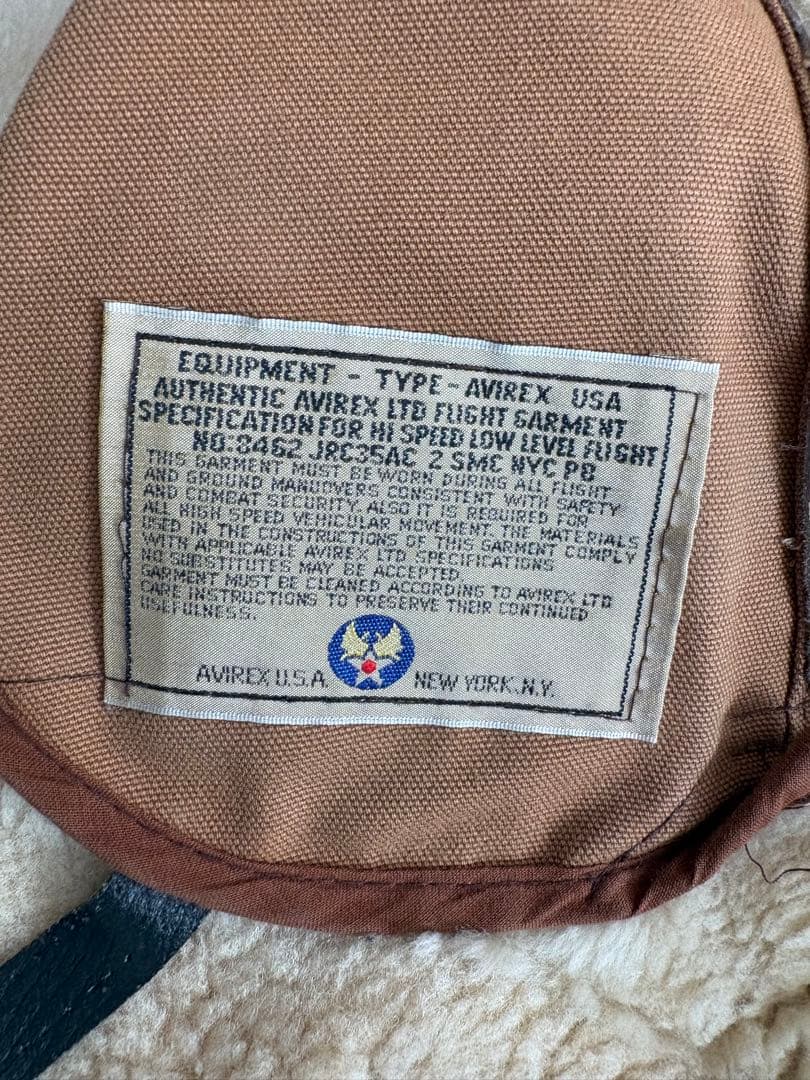 EQUIPMENT - TYPE - AVIREX USA
AUTHENTIC AVIREX LTD FLIGHT GARMENT
SPECIFICATION FOR HI SPEED LOW LEVEL FLIGHT
NO:8462 JRC35AC 2 SMC NYC PB
THIS GARMENT MUST BE WORN DURING ALL FLIGHT
AND GROUND MANUOVERS CONSISTENT WITH SAFETY
AND COMBAT SECURITY. ALSO IT IS REQUIRED FOR
ALL HIGH SPEED VEHICULAR MOVEMENT. THE MATERIALS
USED IN THE CONSTRUCTIONS OF THIS GARMENT COMPLY
WITH APPLICABLE AVIREX LTD SPECIFICATIONS
NO SUBSTITUTES MAY BE ACCEPTED.
GARMENT MUST BE CLEANED ACCORDING TO AVIREX LTD
CARE INSTRUCTIONS TO PRESERVE THEIR CONTINUED
USEFULNESS.
AVIREX U.S.A. NEW YORK. N.Y.